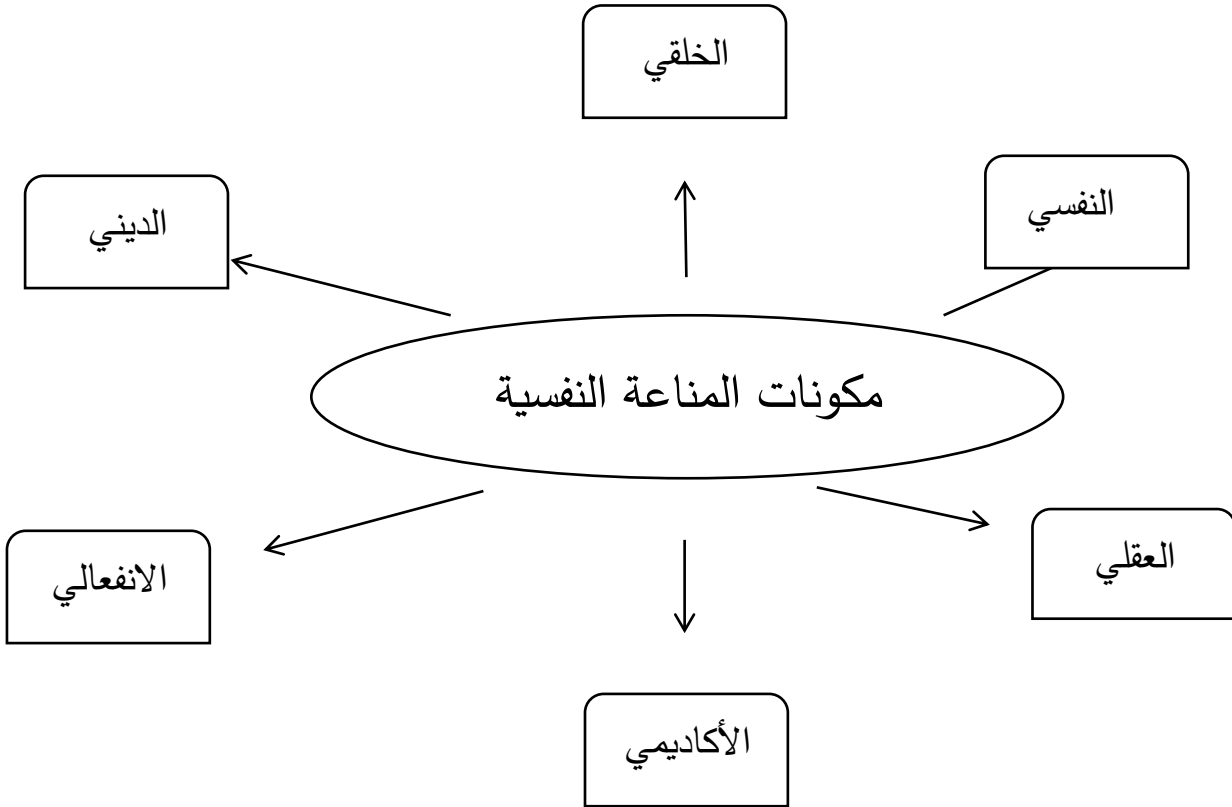 الخلقي
النفسي
الديني
مكونات المناعة النفسية
العقلي
الانفعالي
الأكاديمي